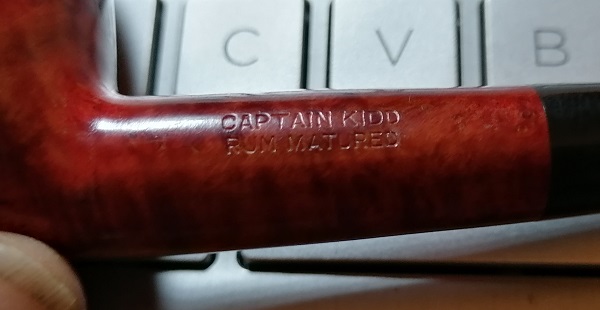 C V B
CAPTAIN KIDD
RUM MATURED